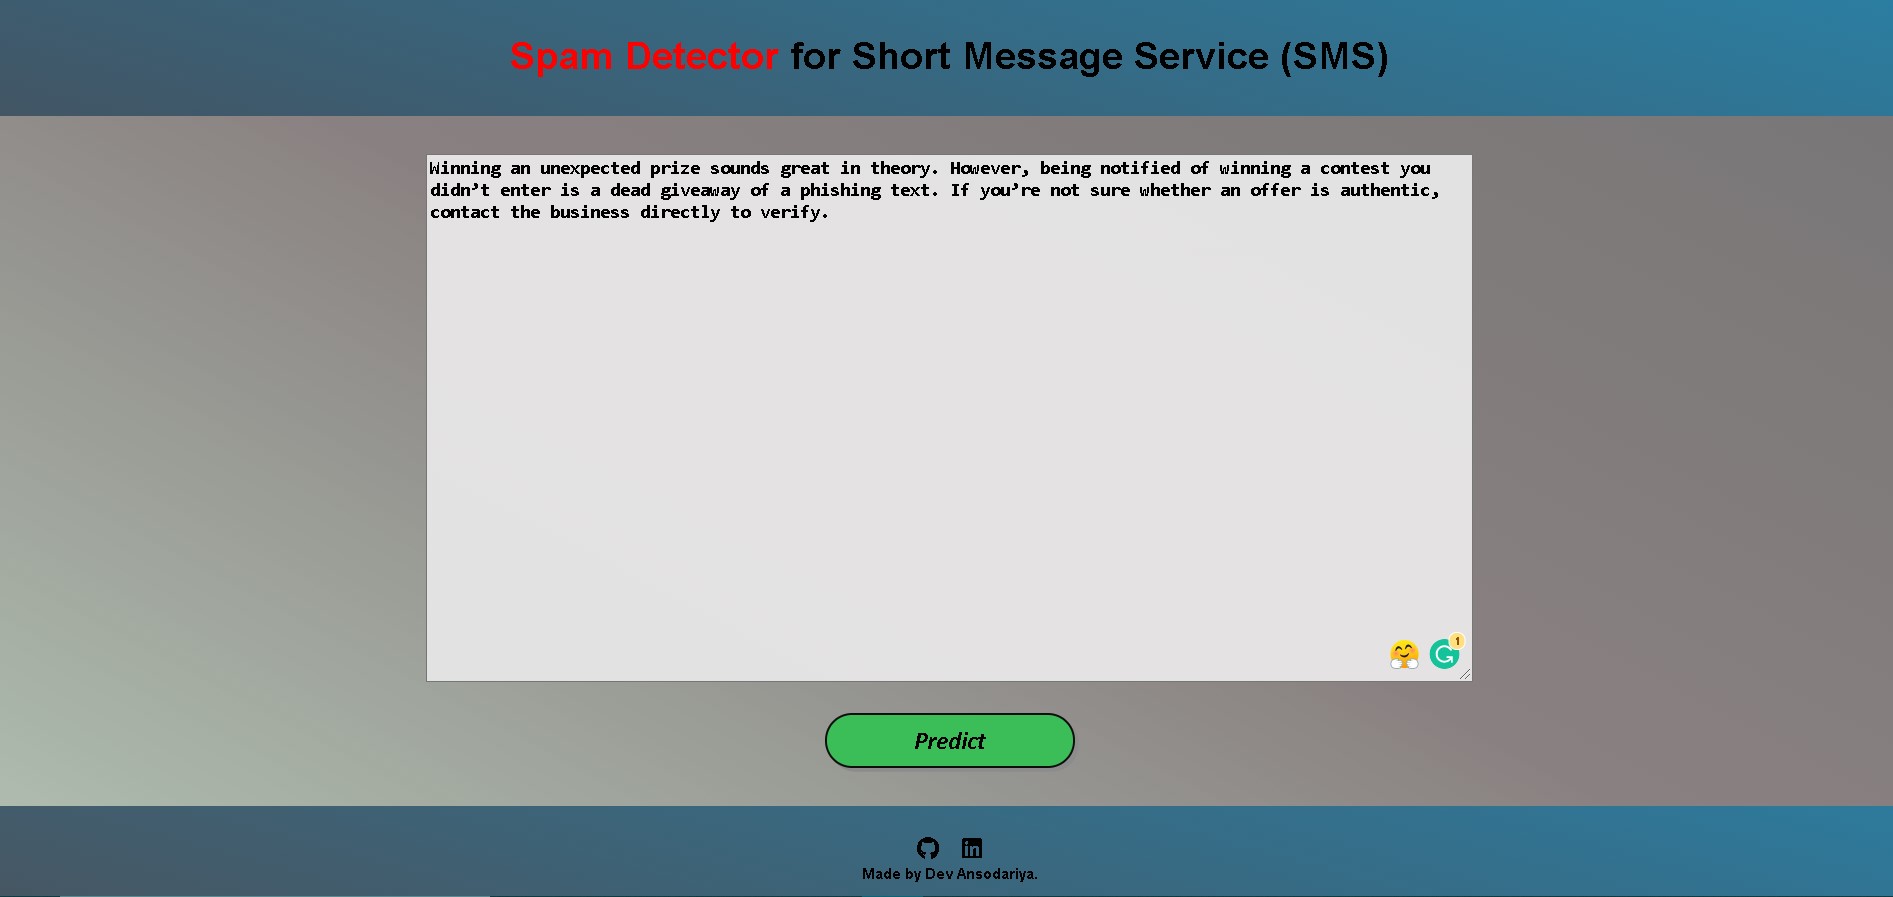 Spam Detector for Short Message Service (SMS)
Winning an unexpected prize sounds great in theory. However, being notified of winning a contest you
didn’t enter is a dead giveaway of a phishing text. If you’re not sure whether an offer is authentic,
contact the business directly to verify.
1
Predict
in
Made by Dev Ansodariya.